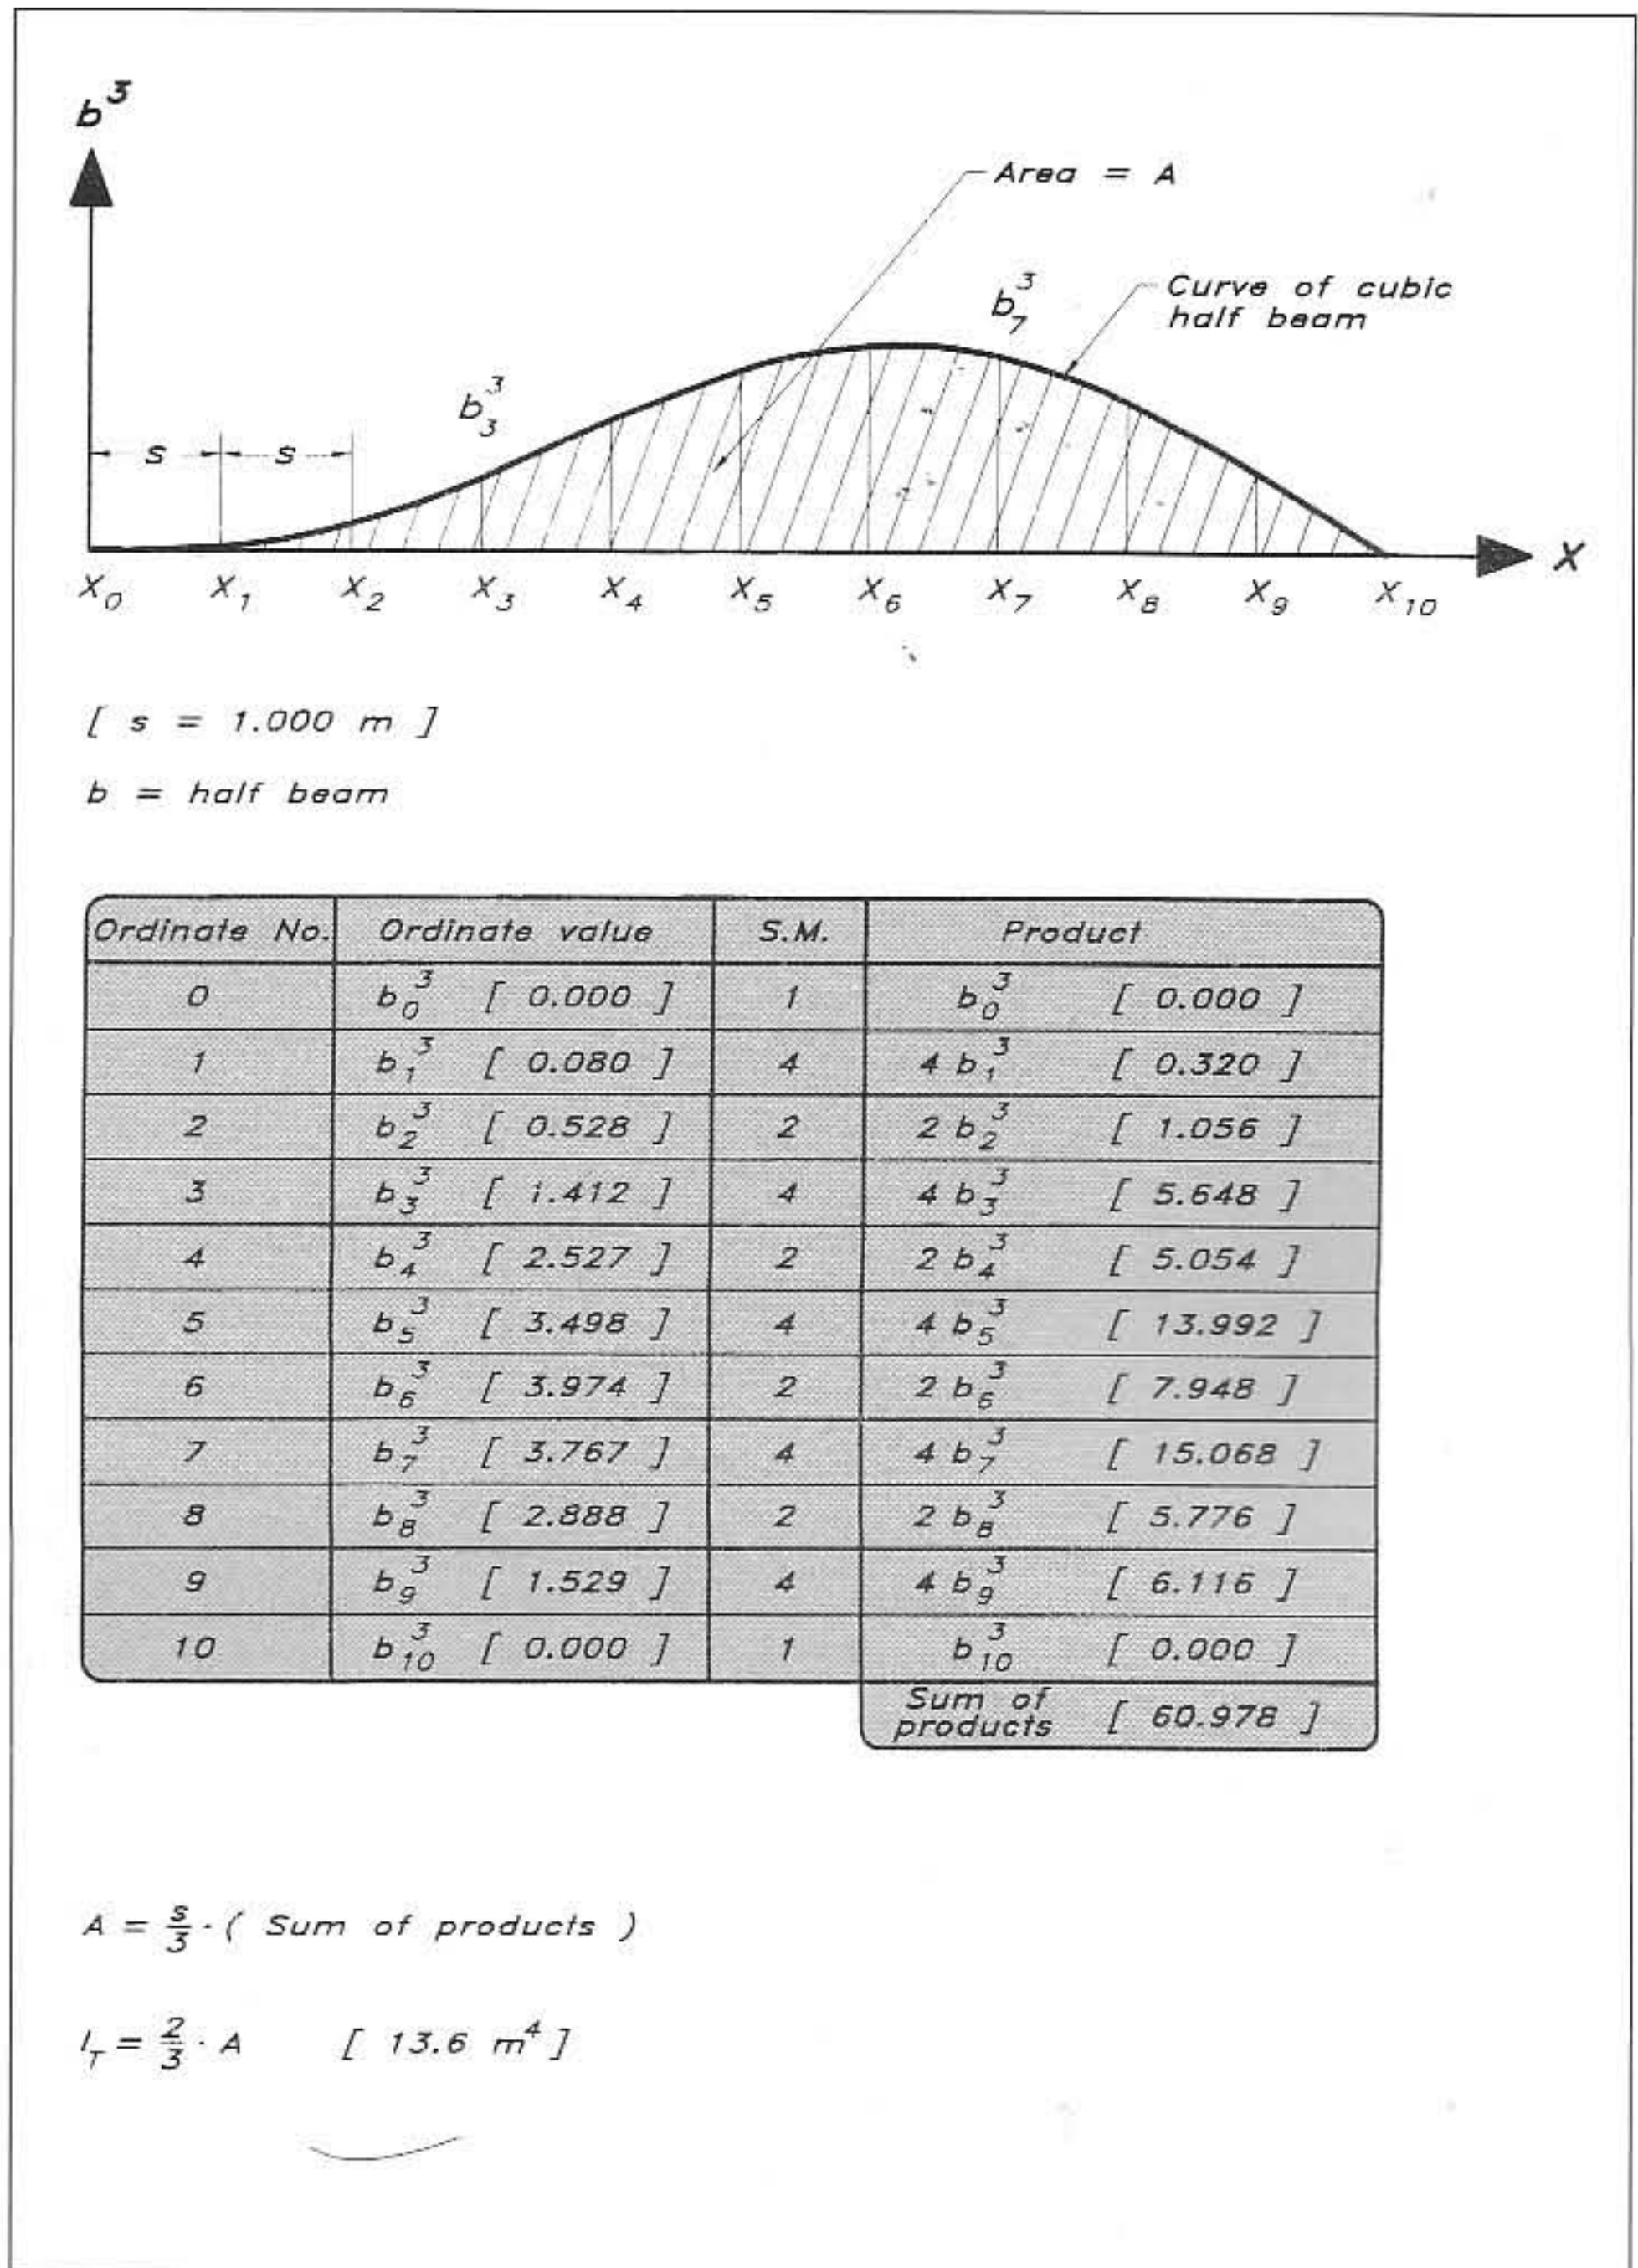 b³
Area = A
b₇³
Curve of cubic
half beam
b₃³
s s
X
X₀ X₁ X₂ X₃ X₄ X₅ X₆ X₇ X₈ X₉ X₁₀
[ s = 1.000 m ]
b = half beam
Ordinate No. Ordinate value S.M. Product
0 b₀³ [ 0.000 ] 1 b₀³ [ 0.000 ]
1 b₁³ [ 0.080 ] 4 4 b₁³ [ 0.320 ]
2 b₂³ [ 0.528 ] 2 2 b₂³ [ 1.056 ]
3 b₃³ [ 1.412 ] 4 4 b₃³ [ 5.648 ]
4 b₄³ [ 2.527 ] 2 2 b₄³ [ 5.054 ]
5 b₅³ [ 3.498 ] 4 4 b₅³ [ 13.992 ]
6 b₆³ [ 3.974 ] 2 2 b₆³ [ 7.948 ]
7 b₇³ [ 3.767 ] 4 4 b₇³ [ 15.068 ]
8 b₈³ [ 2.888 ] 2 2 b₈³ [ 5.776 ]
9 b₉³ [ 1.529 ] 4 4 b₉³ [ 6.116 ]
10 b₁₀³ [ 0.000 ] 1 b₁₀³ [ 0.000 ]
Sum of
products [ 60.978 ]
A = s/3 · ( Sum of products )
I_T = 2/3 · A [ 13.6 m⁴ ]